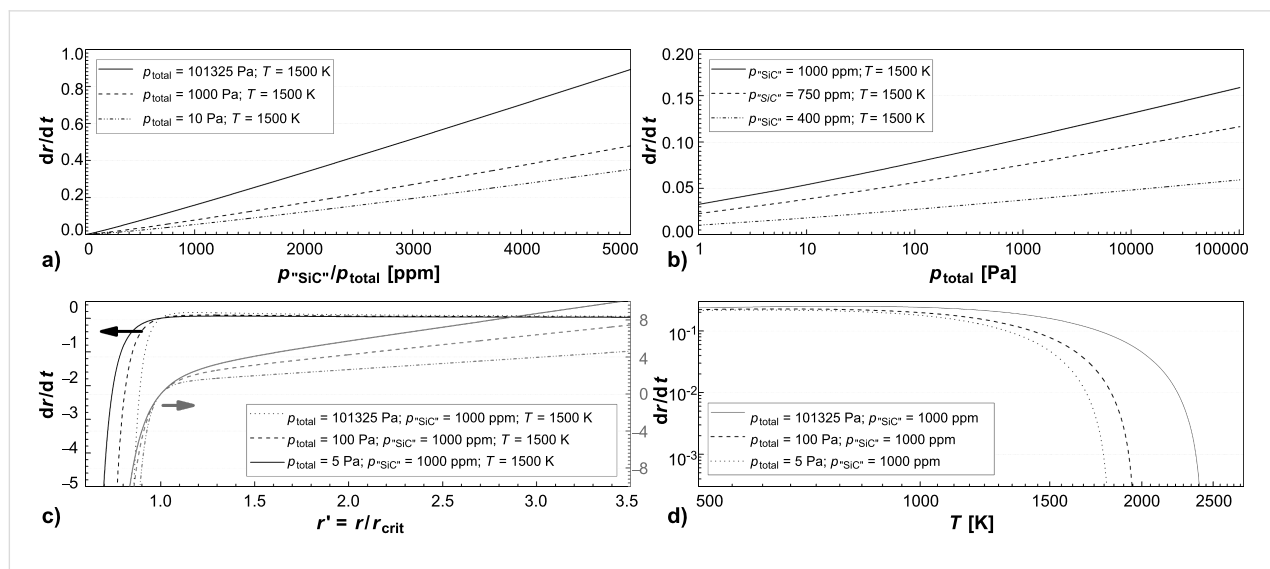 1.0
0.8
0.6
0.4
0.2
0.0
dr/dt
p_total = 101325 Pa; T = 1500 K
p_total = 1000 Pa; T = 1500 K
p_total = 10 Pa; T = 1500 K
0 1000 2000 3000 4000 5000
a)
p"SiC"/p_total [ppm]
0.20
0.15
0.10
0.05
0.00
dr/dt
p"SiC" = 1000 ppm; T = 1500 K
p"SiC" = 750 ppm; T = 1500 K
p"SiC" = 400 ppm; T = 1500 K
1 10 100 1000 10000 100000
b)
p_total [Pa]
0
–1
–2
–3
–4
–5
dr/dt
8
4
0
–4
–8
p_total = 101325 Pa; p"SiC" = 1000 ppm; T = 1500 K
p_total = 100 Pa; p"SiC" = 1000 ppm; T = 1500 K
p_total = 5 Pa; p"SiC" = 1000 ppm; T = 1500 K
1.0 1.5 2.0 2.5 3.0 3.5
c)
r' = r/r_crit
10^-1
10^-2
10^-3
dr/dt
p_total = 101325 Pa; p"SiC" = 1000 ppm
p_total = 100 Pa; p"SiC" = 1000 ppm
p_total = 5 Pa; p"SiC" = 1000 ppm
500 1000 1500 2000 2500
d)
T [K]